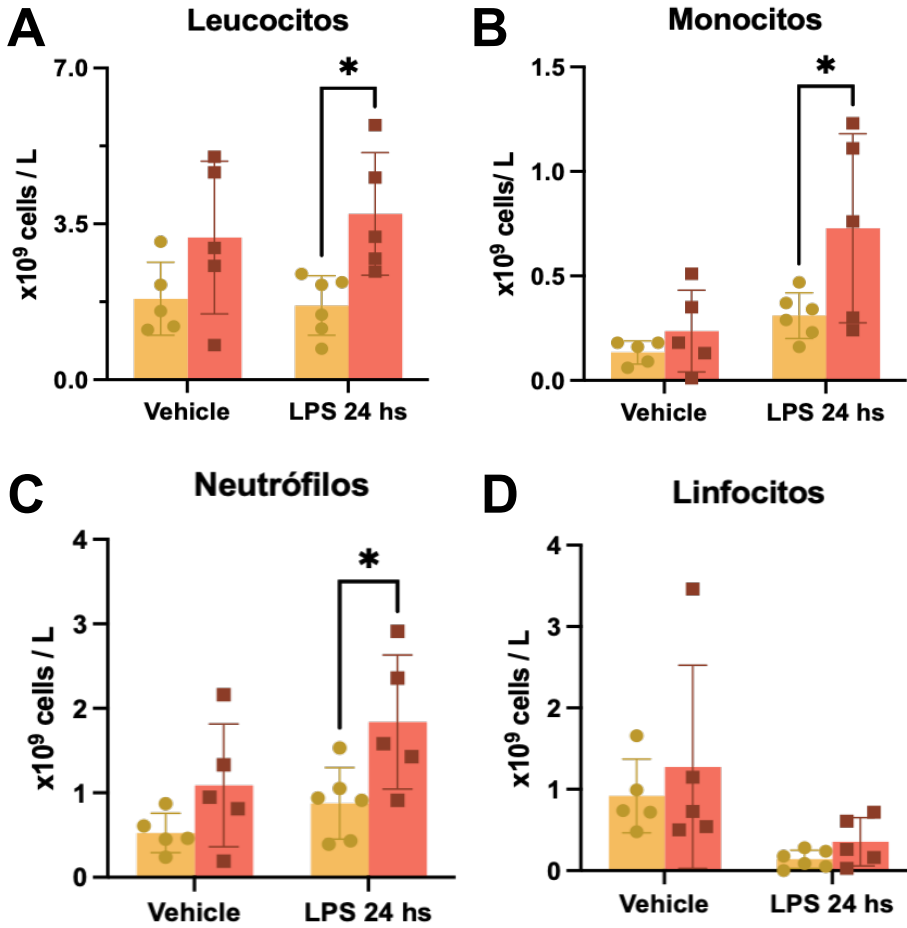 A
Leucocitos
x10⁹ cells / L
7.0
3.5
0.0
*
Vehicle
LPS 24 hs
B
Monocitos
x10⁹ cells/ L
1.5
1.0
0.5
0.0
*
Vehicle
LPS 24 hs
C
Neutrófilos
x10⁹ cells / L
4
3
2
1
0
*
Vehicle
LPS 24 hs
D
Linfocitos
x10⁹ cells / L
4
3
2
1
0
Vehicle
LPS 24 hs